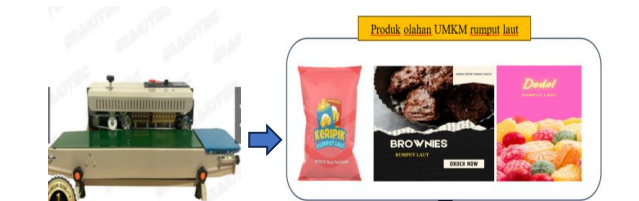 Produk olahan UMKM rumput laut
KERIPIK
RUMPUT LAUT
BROWNIES
RUMPUT LAUT
ORDER NOW
Dodol
RUMPUT LAUT